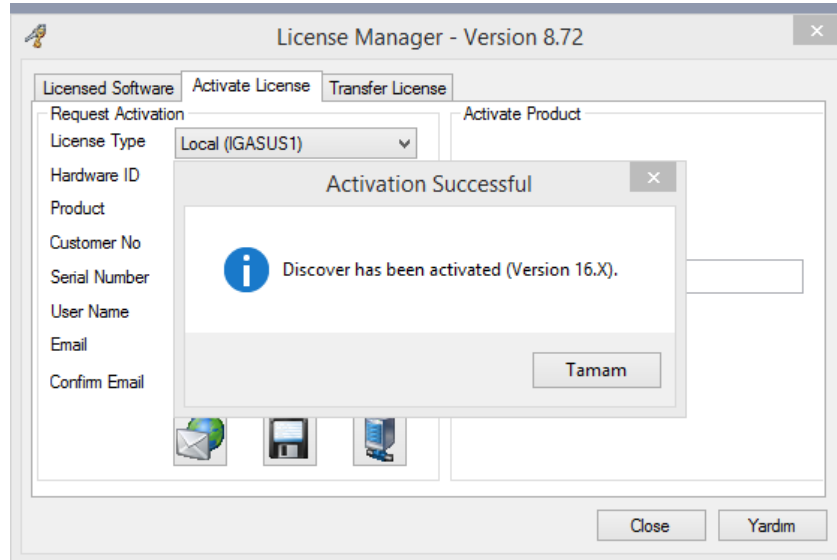 License Manager - Version 8.72
Licensed Software Activate License Transfer License
Request Activation
Activate Product
License Type Local (IGASUS1)
Hardware ID
Product
Customer No
Serial Number
User Name
Email
Confirm Email
Activation Successful
Discover has been activated (Version 16.X).
Tamam
Close Yardım